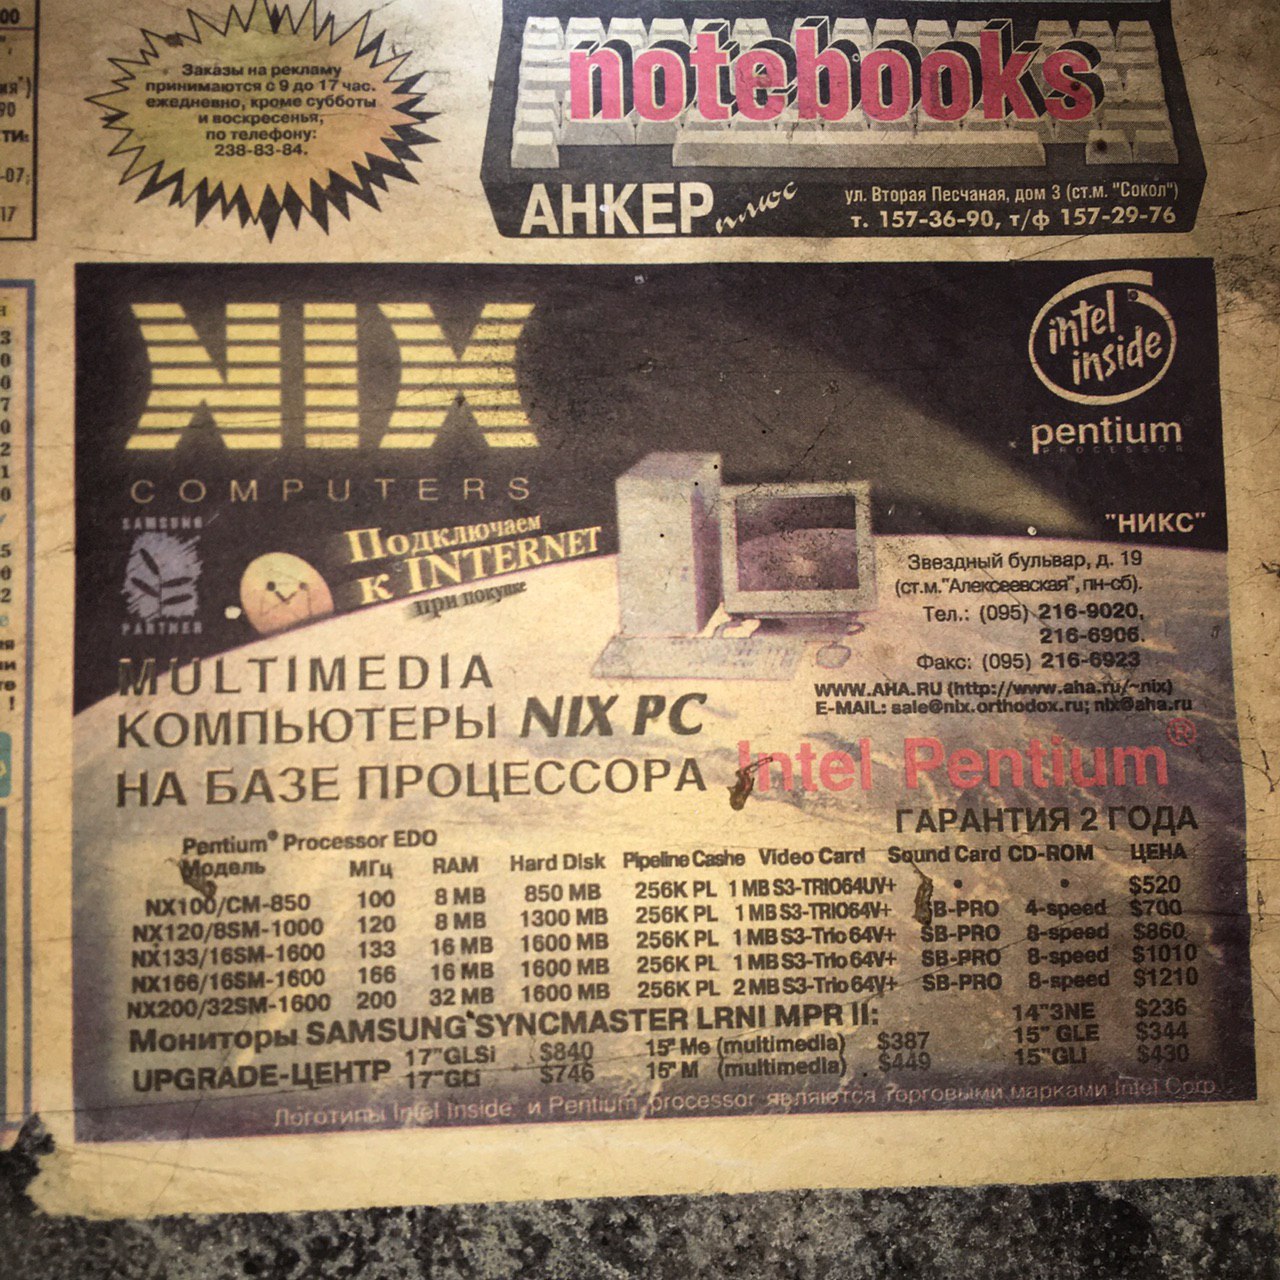 Заказы на рекламу
принимаются с 9 до 17 час.
ежедневно, кроме субботы
и воскресенья,
по телефону:
238-83-84.
notebooks
АНКЕР плюс
ул. Вторая Песчаная, дом 3 (ст.м. "Сокол")
т. 157-36-90, т/ф 157-29-76
NIX
COMPUTERS
intel
inside
pentium
PROCESSOR
SAMSUNG
PARTNER
Подключаем
к INTERNET
при покупке
"НИКС"
Звездный бульвар, д. 19
(ст.м."Алексеевская", пн-сб).
Тел.: (095) 216-9020,
216-6906.
Факс: (095) 216-6923
WWW.AHA.RU (http://www.aha.ru/~nix)
E-MAIL: sale@nix.orthodox.ru; nix@aha.ru
MULTIMEDIA
КОМПЬЮТЕРЫ NIX PC
НА БАЗЕ ПРОЦЕССОРА Intel Pentium®
ГАРАНТИЯ 2 ГОДА
Pentium® Processor EDO
Модель МГц RAM Hard Disk Pipeline Cashe Video Card Sound Card CD-ROM ЦЕНА
NX100/CM-850 100 8 MB 850 MB 256K PL 1 MB S3-TRIO64UV+ • • $520
NX120/8SM-1000 120 8 MB 1300 MB 256K PL 1 MB S3-TRIO64V+ SB-PRO 4-speed $700
NX133/16SM-1600 133 16 MB 1600 MB 256K PL 1 MB S3-Trio 64V+ SB-PRO 8-speed $860
NX166/16SM-1600 166 16 MB 1600 MB 256K PL 1 MB S3-Trio 64V+ SB-PRO 8-speed $1010
NX200/32SM-1600 200 32 MB 1600 MB 256K PL 2 MB S3-Trio 64V+ SB-PRO 8-speed $1210
Мониторы SAMSUNG SYNCMASTER LRNI MPR II: 14"3NE $236
17"GLSi $840 15" Me (multimedia) $387 15" GLE $344
UPGRADE-ЦЕНТР 17"GLi $746 15" M (multimedia) $449 15"GLi $430
Логотипы Intel Inside и Pentium processor являются торговыми марками Intel Corp.